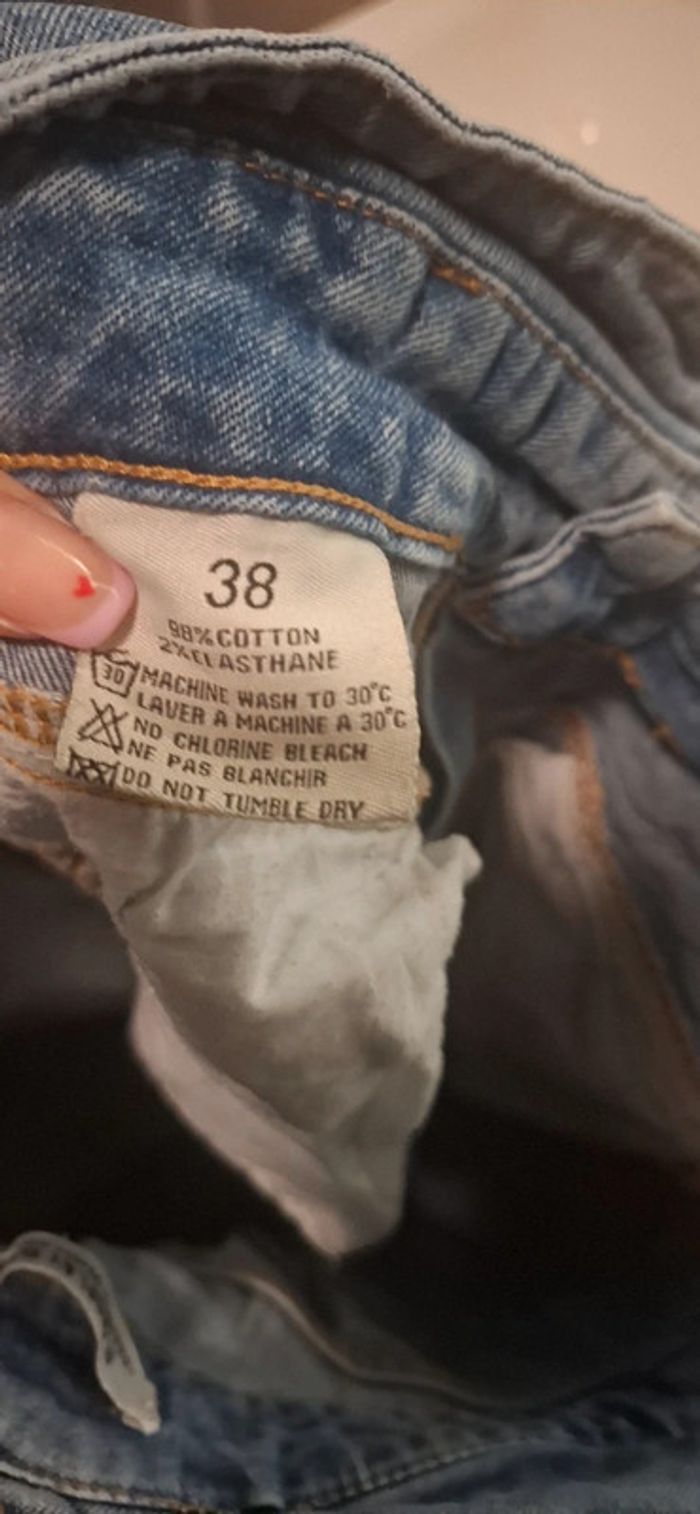 38
98% COTTON
2% ELASTHANE
30 MACHINE WASH TO 30°C
LAVER A MACHINE A 30°C
NO CHLORINE BLEACH
NE PAS BLANCHIR
DO NOT TUMBLE DRY